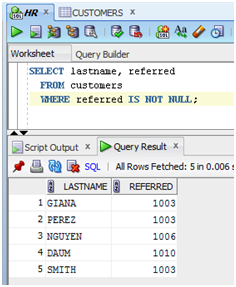 HR CUSTOMERS
SQL
Worksheet Query Builder
SELECT lastname, referred
FROM customers
WHERE referred IS NOT NULL;
Script Output Query Result
SQL All Rows Fetched: 5 in 0.006 s
LASTNAME REFERRED
1 GIANA 1003
2 PEREZ 1003
3 NGUYEN 1006
4 DAUM 1010
5 SMITH 1003